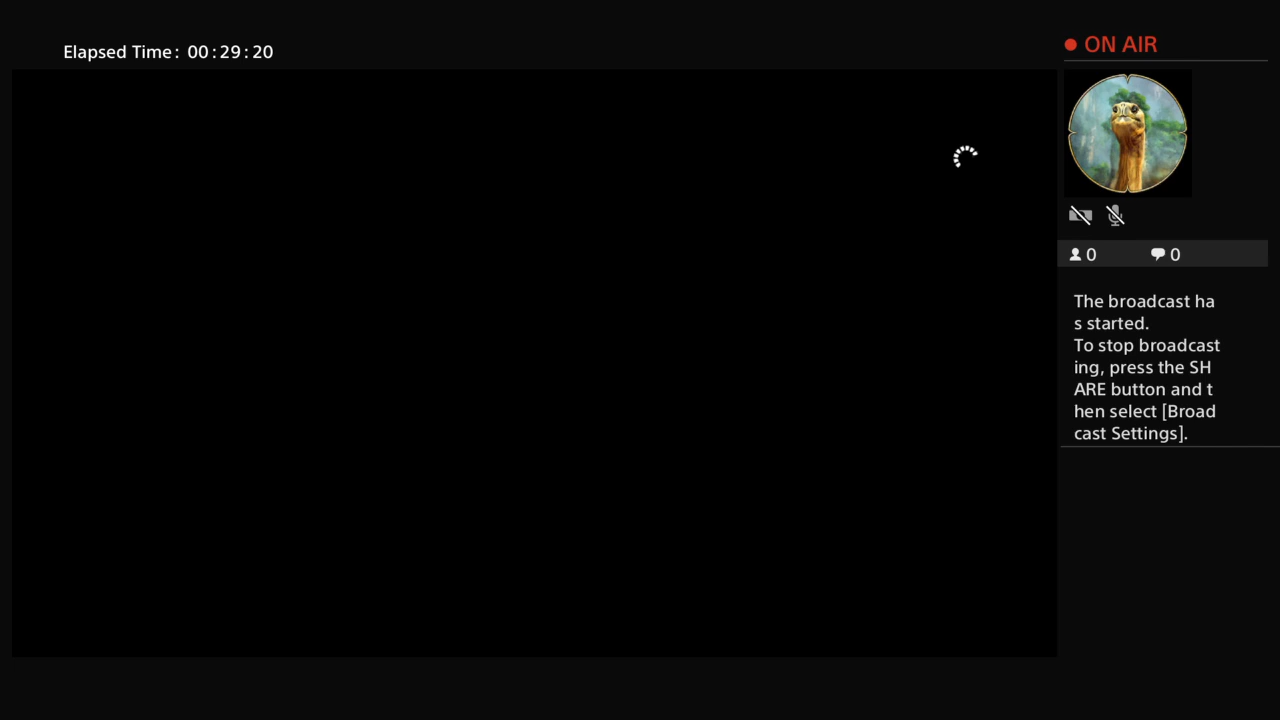 Elapsed Time: 00:29:20
ON AIR
0 0
The broadcast ha
s started.
To stop broadcast
ing, press the SH
ARE button and t
hen select [Broad
cast Settings].